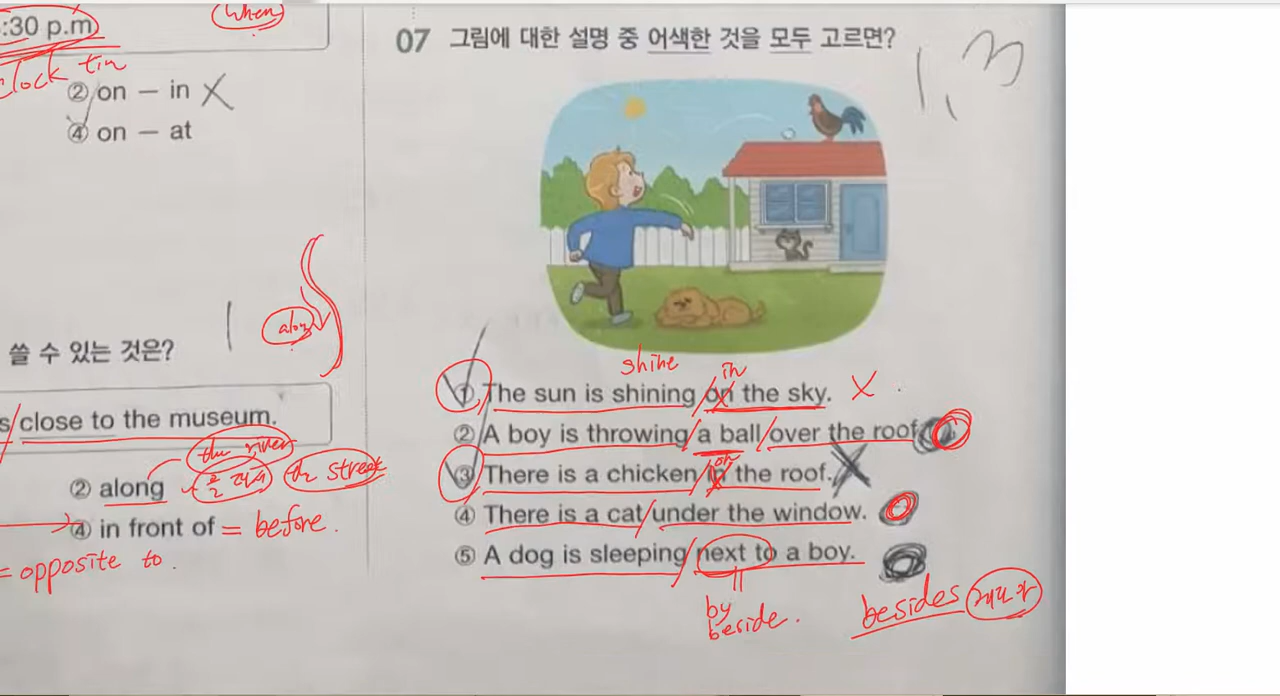 :30 p.m
when
clock
② on – in X
④ on – at
쓸 수 있는 것은?
close to the museum.
the river
② along
the street
④ in front of = before.
= opposite to.
07 그림에 대한 설명 중 어색한 것을 모두 고르면?
1, 3
shine
in
① The sun is shining on the sky. X
② A boy is throwing a ball over the roof.
on
③ There is a chicken in the roof. X
④ There is a cat under the window.
⑤ A dog is sleeping next to a boy.
by
beside.
besides 게다가